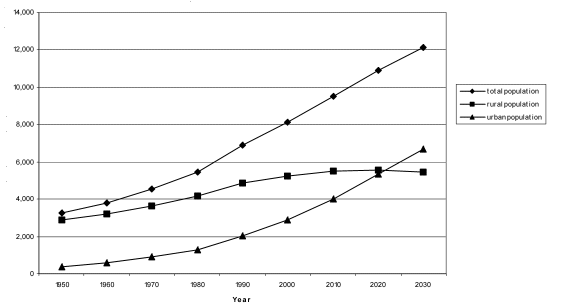 14,000
12,000
10,000
8,000
6,000
4,000
2,000
0
1950 1960 1970 1980 1990 2000 2010 2020 2030
Year
total population
rural population
urban population